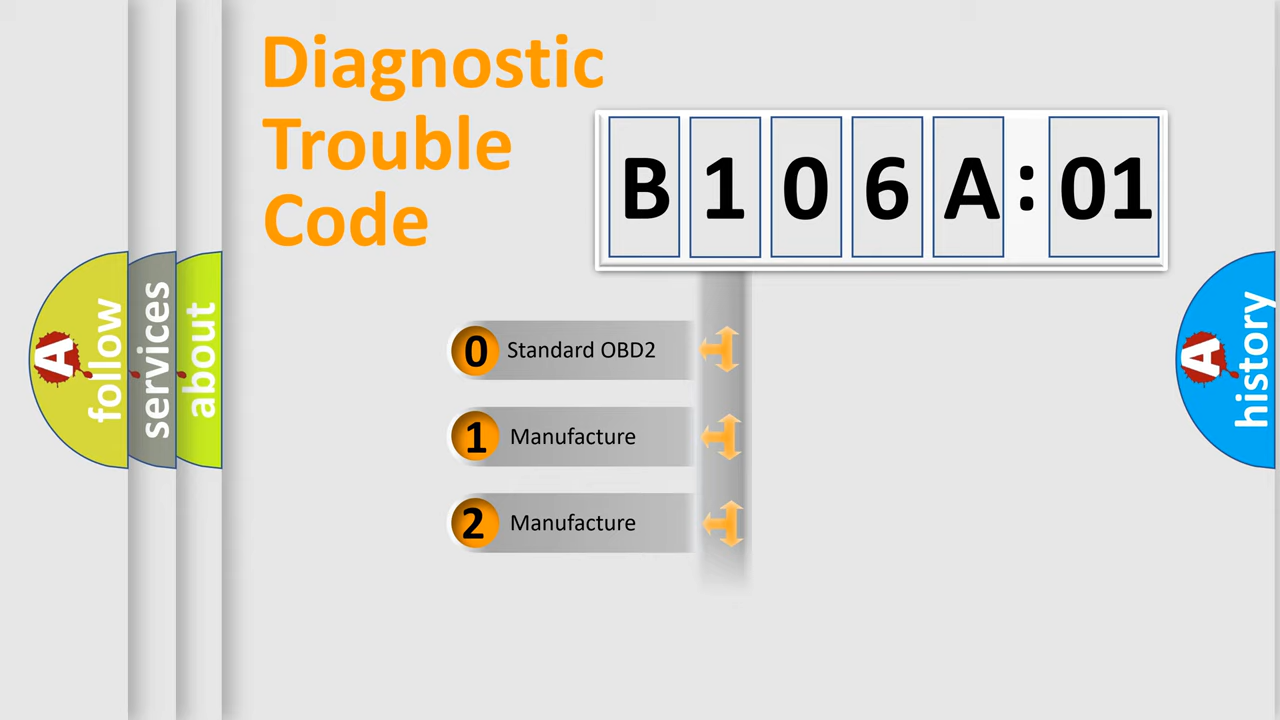 Diagnostic
Trouble
Code
B 1 0 6 A : 01
0 Standard OBD2
1 Manufacture
2 Manufacture
A follow
services
about
A history